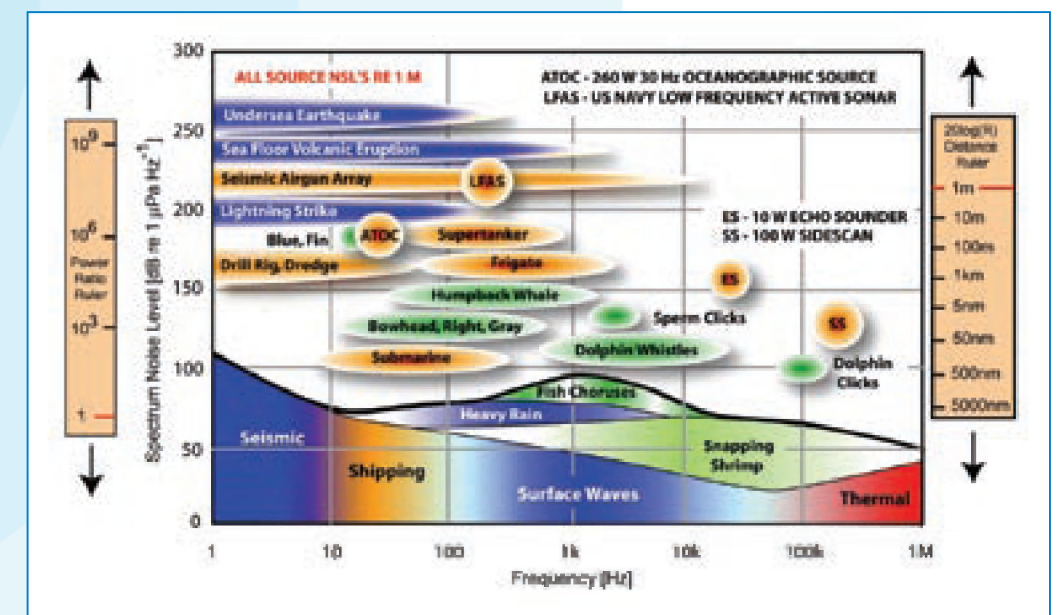 300
250
200
150
100
50
0
Spectrum Noise Level [dB re 1 µPa Hz⁻¹]
10⁹
10⁶
Power
Ratio
Ruler
10³
1
ALL SOURCE NSL'S RE 1 M
ATOC - 260 W 30 Hz OCEANOGRAPHIC SOURCE
LFAS - US NAVY LOW FREQUENCY ACTIVE SONAR
Undersea Earthquake
Sea Floor Volcanic Eruption
Seismic Airgun Array
LFAS
Lightning Strike
ES - 10 W ECHO SOUNDER
SS - 100 W SIDESCAN
Blue, Fin
ATOC
Supertanker
Drill Rig, Dredge
Frigate
ES
Humpback Whale
Bowhead, Right, Gray
Sperm Clicks
SS
Submarine
Dolphin Whistles
Dolphin
Clicks
Fish Choruses
Heavy Rain
Seismic
Shipping
Surface Waves
Snapping
Shrimp
Thermal
1
10
100
1k
10k
100k
1M
Frequency [Hz]
20log(R)
Distance
Ruler
1m
10m
100m
1km
5nm
50nm
500nm
5000nm